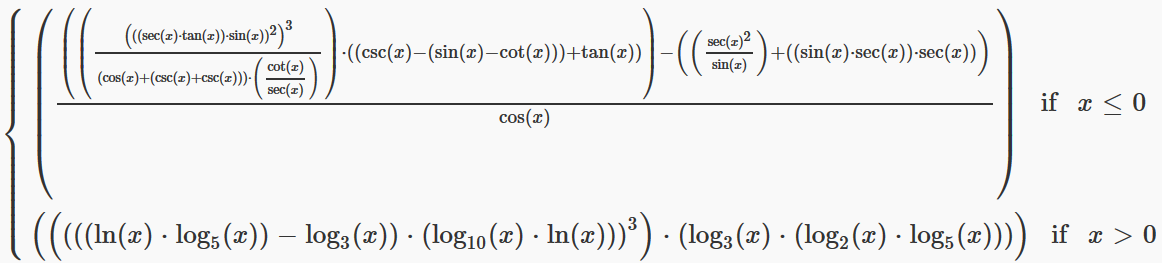 (((((sec(x)·tan(x))·sin(x))²)³ / ((cos(x)+(csc(x)+csc(x)))·(cot(x)/sec(x))))·((csc(x)−(sin(x)−cot(x)))+tan(x)))−((sec(x)²/sin(x))+((sin(x)·sec(x))·sec(x))) / cos(x) if x ≤ 0
(((((ln(x) · log₅(x)) − log₃(x)) · (log₁₀(x) · ln(x)))³) · (log₃(x) · (log₂(x) · log₅(x)))) if x > 0